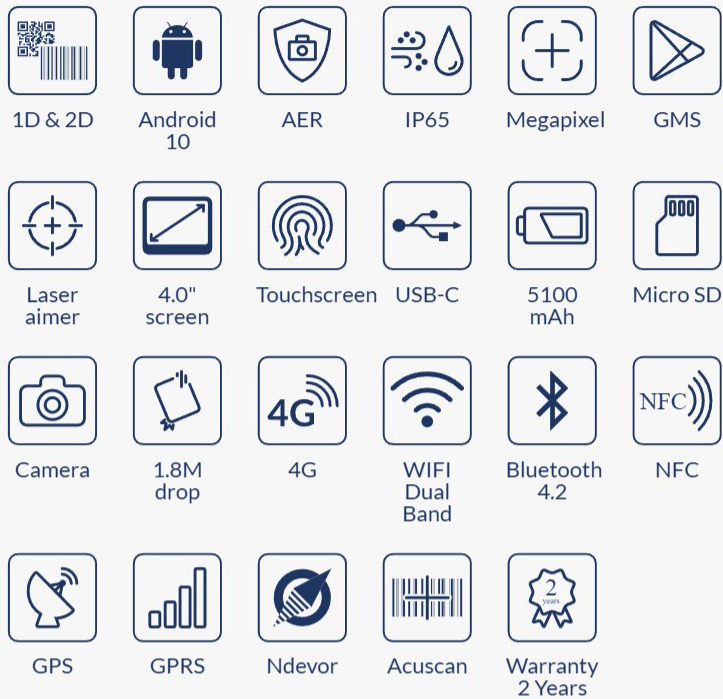 1D & 2D
Android
10
AER
IP65
Megapixel
GMS
Laser
aimer
4.0"
screen
Touchscreen
USB-C
5100
mAh
Micro SD
4G
NFC
Camera
1.8M
drop
4G
WIFI
Dual
Band
Bluetooth
4.2
NFC
2
years
GPS
GPRS
Ndevor
Acuscan
Warranty
2 Years